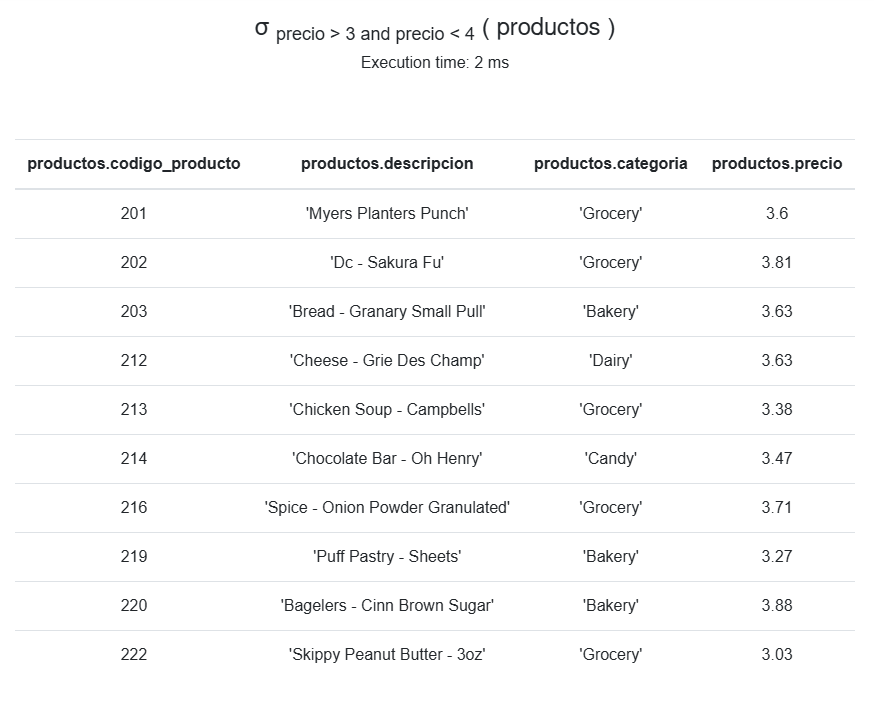 σ precio > 3 and precio < 4 ( productos )
Execution time: 2 ms
productos.codigo_producto productos.descripcion productos.categoria productos.precio
201 'Myers Planters Punch' 'Grocery' 3.6
202 'Dc - Sakura Fu' 'Grocery' 3.81
203 'Bread - Granary Small Pull' 'Bakery' 3.63
212 'Cheese - Grie Des Champ' 'Dairy' 3.63
213 'Chicken Soup - Campbells' 'Grocery' 3.38
214 'Chocolate Bar - Oh Henry' 'Candy' 3.47
216 'Spice - Onion Powder Granulated' 'Grocery' 3.71
219 'Puff Pastry - Sheets' 'Bakery' 3.27
220 'Bagelers - Cinn Brown Sugar' 'Bakery' 3.88
222 'Skippy Peanut Butter - 3oz' 'Grocery' 3.03